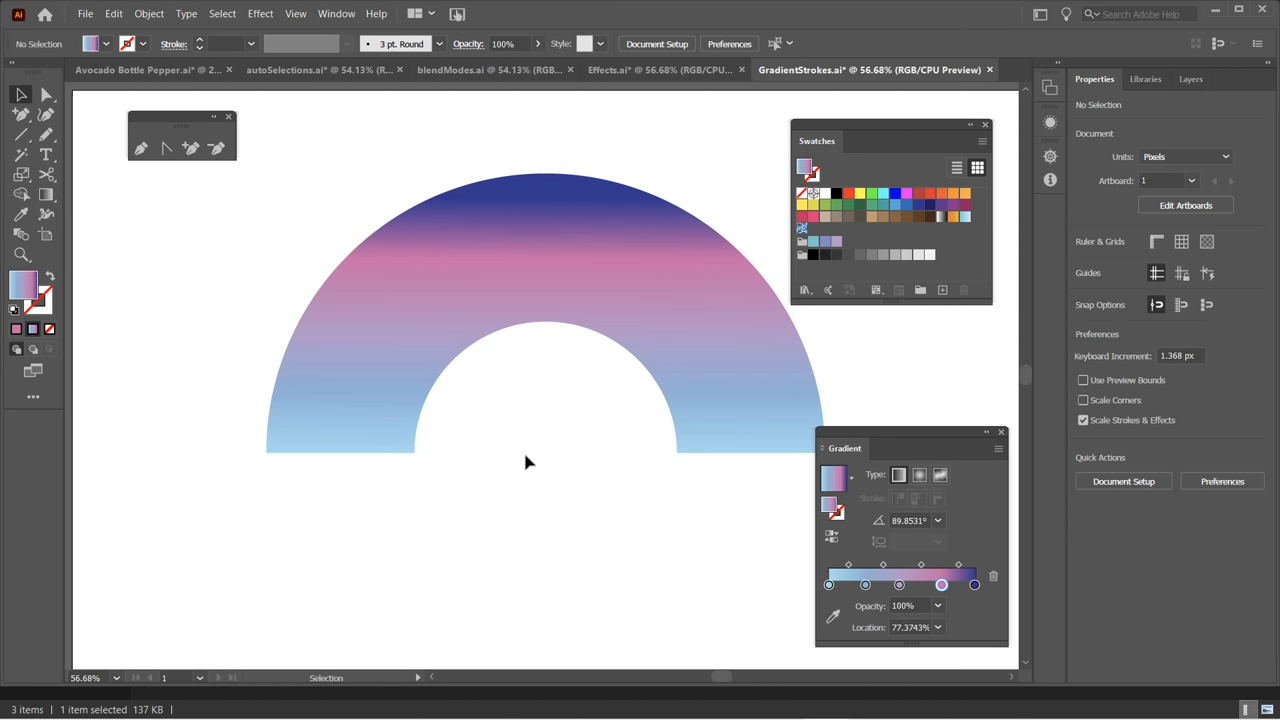 Ai File Edit Object Type Select Effect View Window Help Search Adobe Help
No Selection Stroke: 3 pt. Round Opacity: 100% Style: Document Setup Preferences
Avocado Bottle Pepper.ai* @ 2... × autoSelections.ai* @ 54.13% (R... × blendModes.ai @ 54.13% (RGB... × Effects.ai* @ 56.68% (RGB/CPU... × GradientStrokes.ai* @ 56.68% (RGB/CPU Preview) ×
Properties Libraries Layers
No Selection
Document
Units: Pixels
Artboard: 1
Edit Artboards
Ruler & Grids
Guides
Snap Options
Preferences
Keyboard Increment: 1.368 px
Use Preview Bounds
Scale Corners
Scale Strokes & Effects
Quick Actions
Document Setup Preferences
Swatches
Gradient
Type:
Stroke:
89.8531°
Opacity: 100%
Location: 77.3743%
T
56.68% 1 Selection
3 items 1 item selected 137 KB